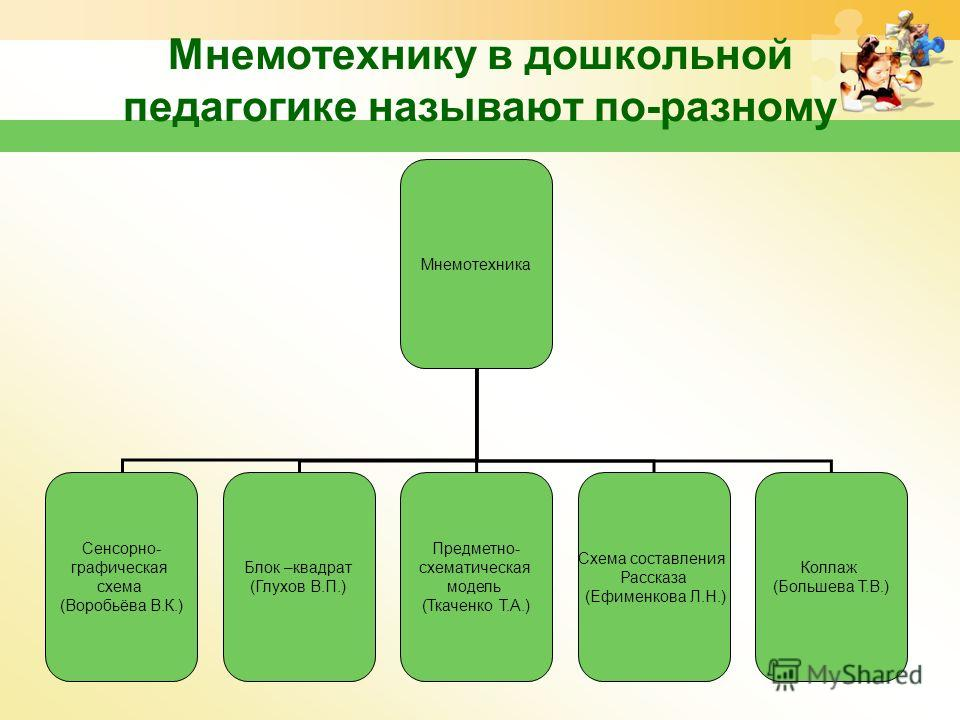 Мнемотехнику в дошкольной
педагогике называют по-разному
Мнемотехника
Сенсорно-
графическая
схема
(Воробьёва В.К.)
Блок –квадрат
(Глухов В.П.)
Предметно-
схематическая
модель
(Ткаченко Т.А.)
Схема составления
Рассказа
(Ефименкова Л.Н.)
Коллаж
(Большева Т.В.)
MyShared